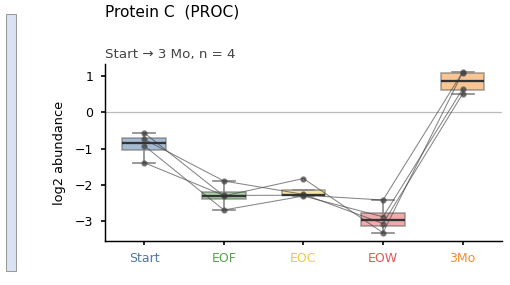 Protein C (PROC)
Start → 3 Mo, n = 4
log2 abundance
1
0
−1
−2
−3
Start EOF EOC EOW 3Mo